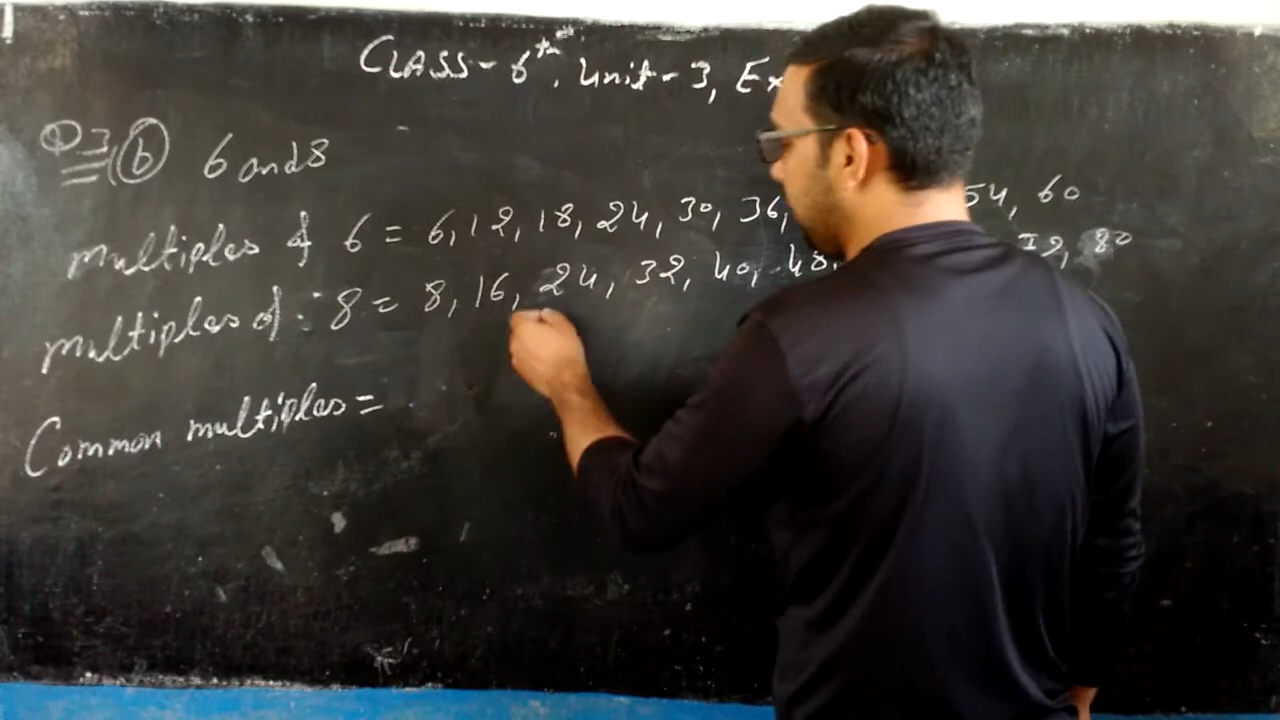 CLASS - 6th, Unit - 3, Ex
Q3 (b) 6 and 8
multiples of 6 = 6, 12, 18, 24, 30, 36, 54, 60
multiples of : 8 = 8, 16, 24, 32, 40, 48, 72, 80
Common multiples =